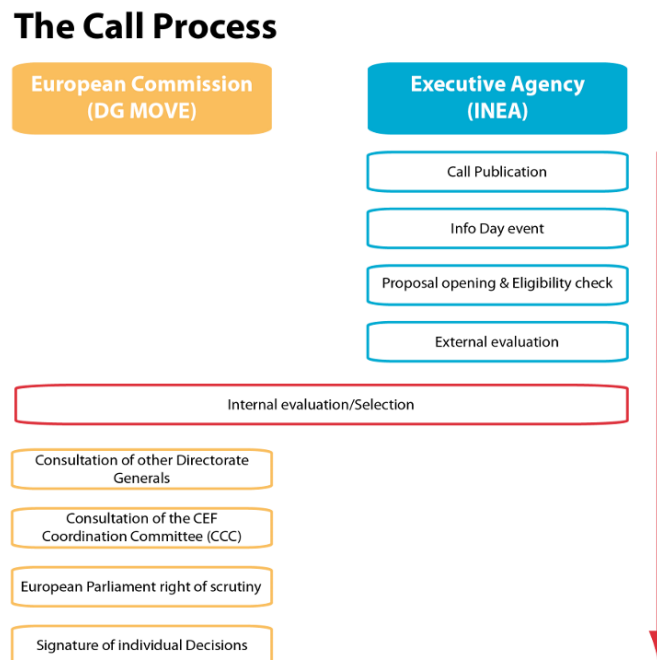 The Call Process
European Commission
(DG MOVE)
Executive Agency
(INEA)
Call Publication
Info Day event
Proposal opening & Eligibility check
External evaluation
Internal evaluation/Selection
Consultation of other Directorate
Generals
Consultation of the CEF
Coordination Committee (CCC)
European Parliament right of scrutiny
Signature of individual Decisions